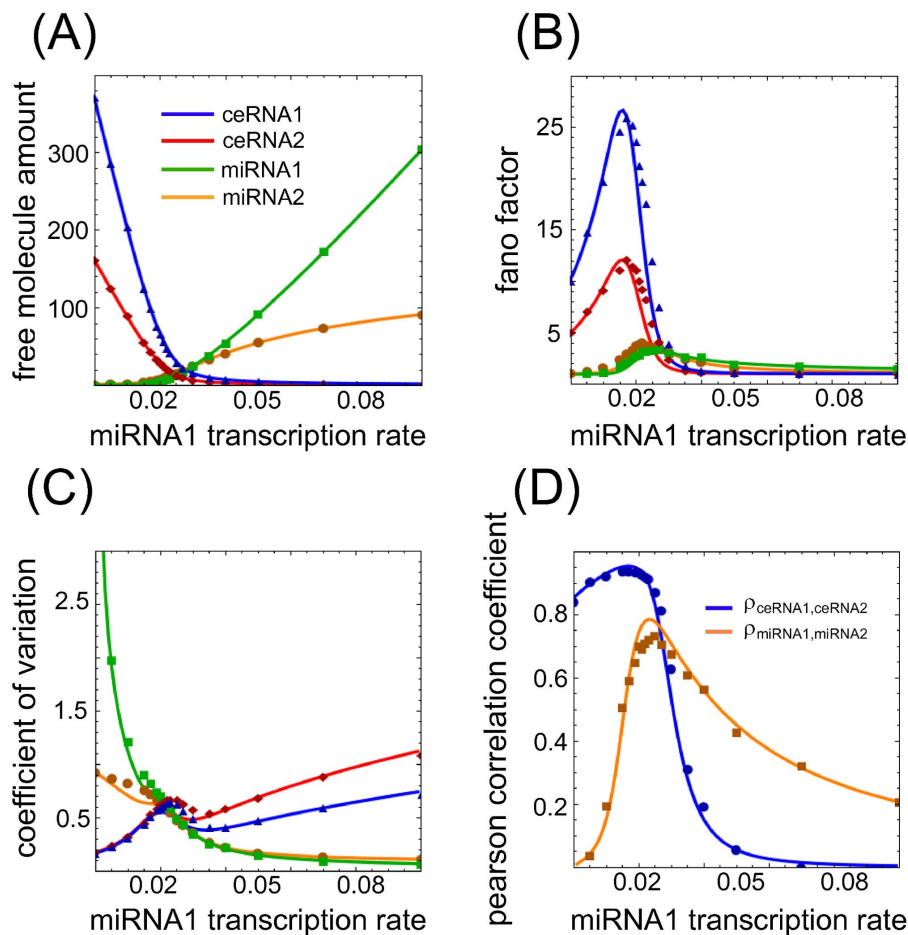 (A)
free molecule amount
300
200
100
ceRNA1
ceRNA2
miRNA1
miRNA2
0.02
0.05
0.08
miRNA1 transcription rate
(B)
fano factor
25
15
5
0.02
0.05
0.08
miRNA1 transcription rate
(C)
coefficient of variation
2.5
1.5
0.5
0.02
0.05
0.08
miRNA1 transcription rate
(D)
pearson correlation coefficient
0.8
0.6
0.4
0.2
ρceRNA1,ceRNA2
ρmiRNA1,miRNA2
0.02
0.05
0.08
miRNA1 transcription rate